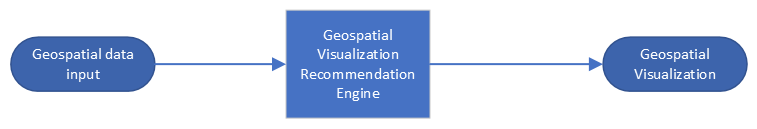 Geospatial data
input
Geospatial
Visualization
Recommendation
Engine
Geospatial
Visualization